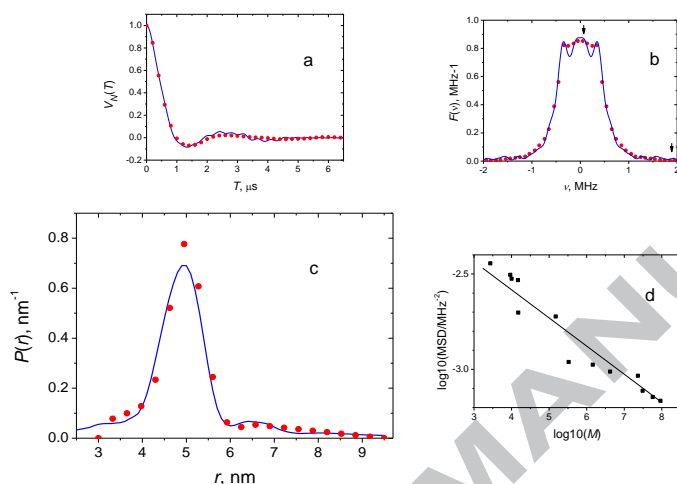 a
V_N(T)
1.0
0.8
0.6
0.4
0.2
0.0
-0.2
0 1 2 3 4 5 6
T, μs
b
F(ν), MHz-1
1.0
0.8
0.6
0.4
0.2
0.0
-2 -1 0 1 2
ν, MHz
c
P(r), nm⁻¹
0.8
0.6
0.4
0.2
0.0
3 4 5 6 7 8 9
r, nm
d
log10(MSD/MHz⁻²)
-2.5
-3.0
3 4 5 6 7 8
log10(M)
MANU